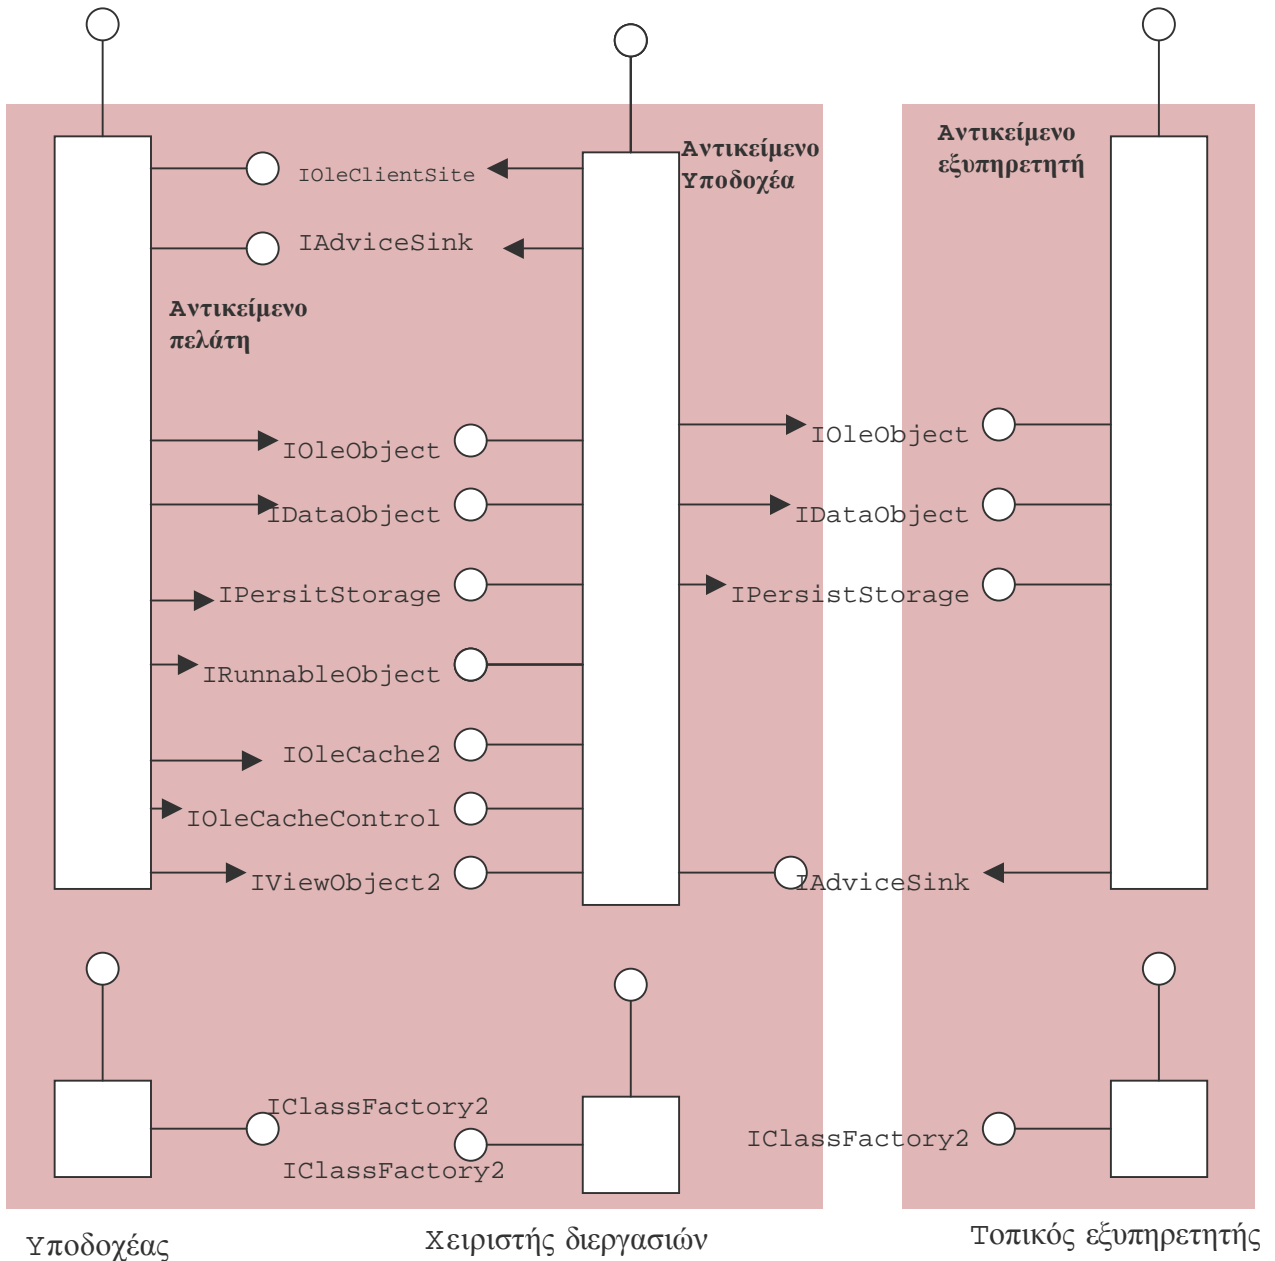 Αντικείμενο
Υποδοχέα
Αντικείμενο
εξυπηρετητή
IOleClientSite
IAdviceSink
Αντικείμενο
πελάτη
IOleObject
IOleObject
IDataObject
IDataObject
IPersitStorage
IPersistStorage
IRunnableObject
IOleCache2
IOleCacheControl
IViewObject2
IAdviceSink
IClassFactory2
IClassFactory2
IClassFactory2
Υποδοχέας
Χειριστής διεργασιών
Τοπικός εξυπηρετητής